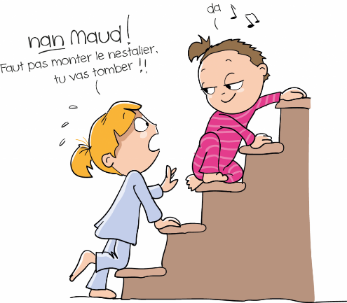 nan Maud!
Faut pas monter le nestalier,
tu vas tomber !!
da